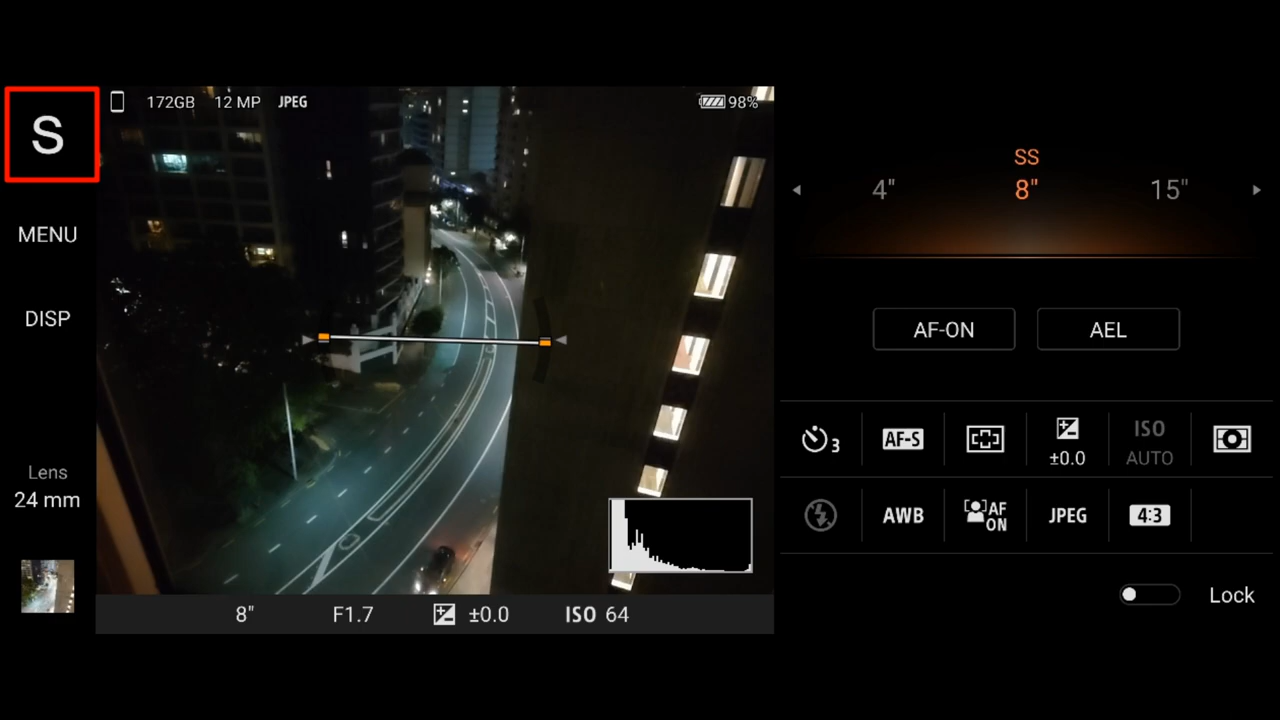 S
MENU
DISP
Lens
24 mm
172GB 12 MP JPEG 98%
8" F1.7 ±0.0 ISO 64
SS
4" 8" 15"
AF-ON AEL
3 AF-S ±0.0 ISO AUTO
AWB AF ON JPEG 4:3
Lock